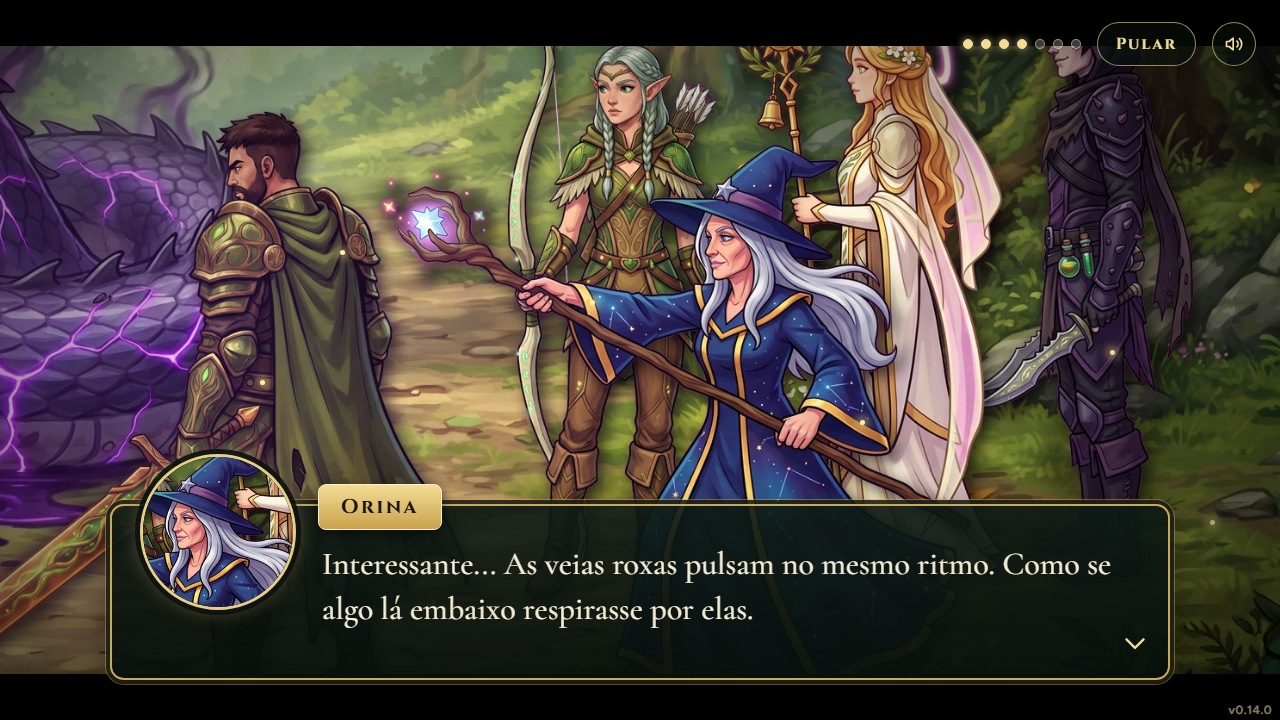 Pular
Orina
Interessante... As veias roxas pulsam no mesmo ritmo. Como se
algo lá embaixo respirasse por elas.
v0.14.0